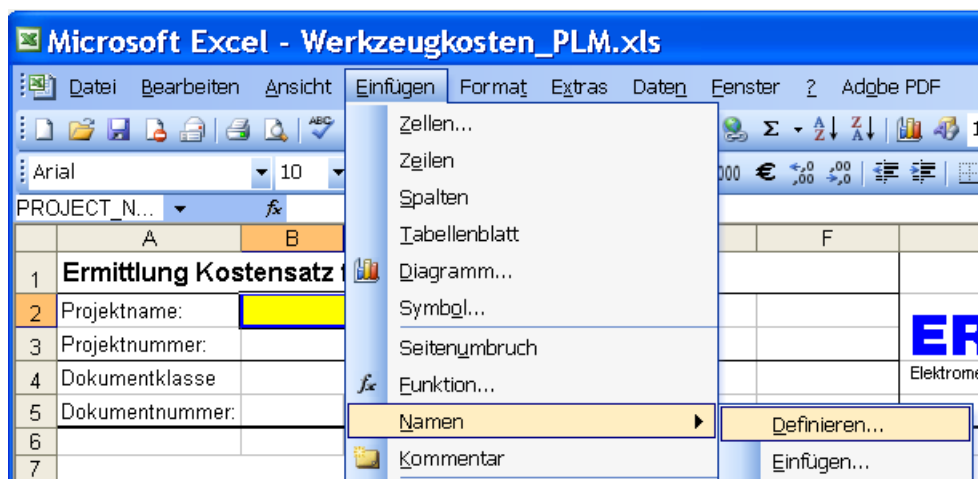 Microsoft Excel - Werkzeugkosten_PLM.xls
Datei Bearbeiten Ansicht Einfügen Format Extras Daten Fenster ? Adobe PDF
Arial 10 000 €
PROJECT_N... fx
A B F
1 Ermittlung Kostensatz
2 Projektname:
3 Projektnummer:
4 Dokumentklasse
5 Dokumentnummer:
6
7
Zellen...
Zeilen
Spalten
Tabellenblatt
Diagramm...
Symbol...
Seitenumbruch
Funktion...
Namen
Kommentar
Definieren...
Einfügen...
ER
Elektrome